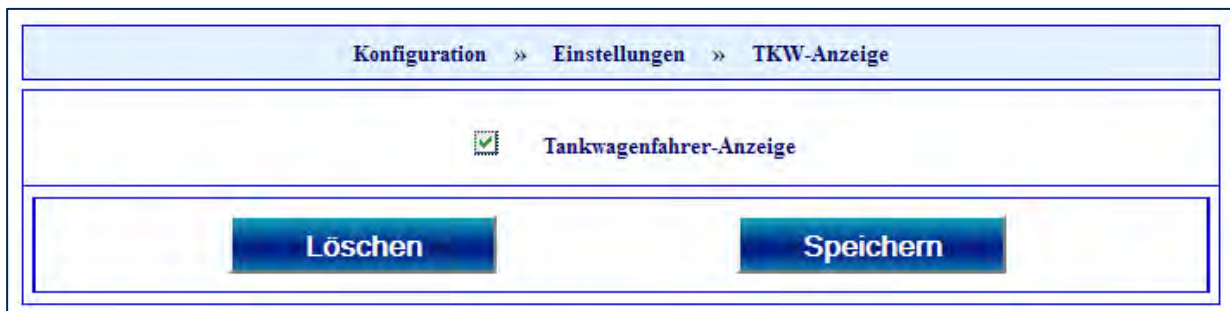 Konfiguration » Einstellungen » TKW-Anzeige
Tankwagenfahrer-Anzeige
Löschen Speichern